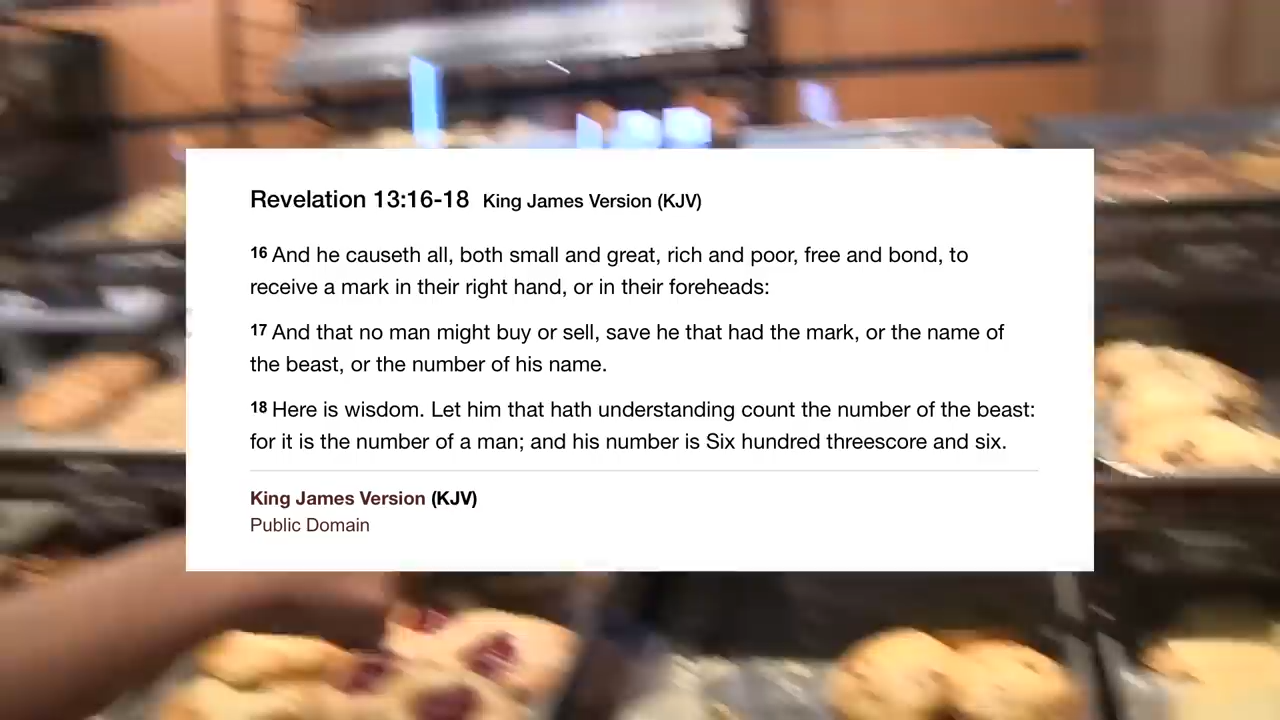 Revelation 13:16-18 King James Version (KJV)
16 And he causeth all, both small and great, rich and poor, free and bond, to
receive a mark in their right hand, or in their foreheads:
17 And that no man might buy or sell, save he that had the mark, or the name of
the beast, or the number of his name.
18 Here is wisdom. Let him that hath understanding count the number of the beast:
for it is the number of a man; and his number is Six hundred threescore and six.
King James Version (KJV)
Public Domain